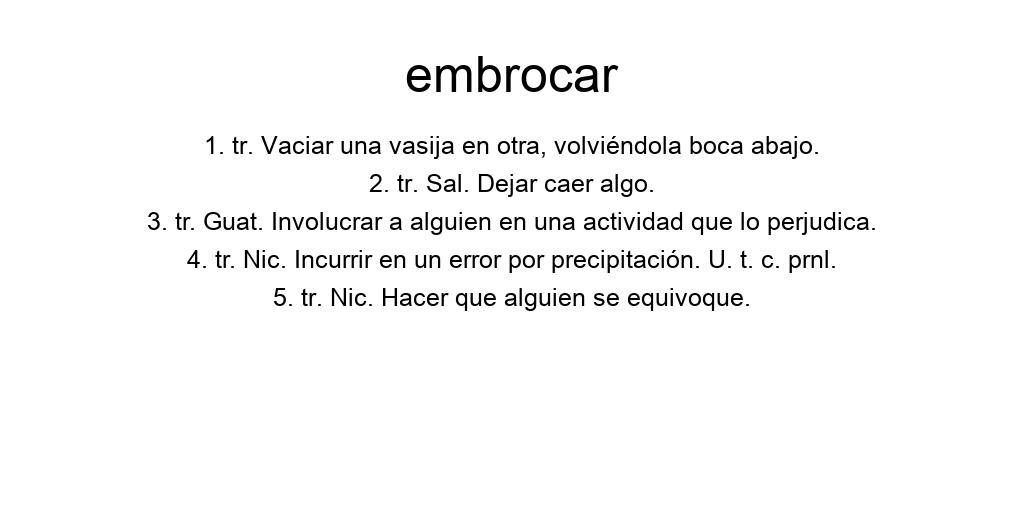 embrocar
1. tr. Vaciar una vasija en otra, volviéndola boca abajo.
2. tr. Sal. Dejar caer algo.
3. tr. Guat. Involucrar a alguien en una actividad que lo perjudica.
4. tr. Nic. Incurrir en un error por precipitación. U. t. c. prnl.
5. tr. Nic. Hacer que alguien se equivoque.